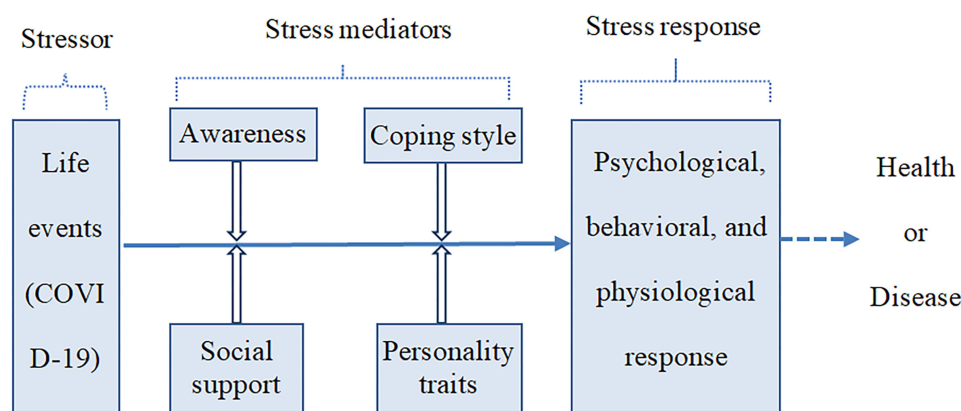 Stressor
Stress mediators
Stress response
Life
events
(COVI
D-19)
Awareness
Coping style
Social
support
Personality
traits
Psychological,
behavioral, and
physiological
response
Health
or
Disease